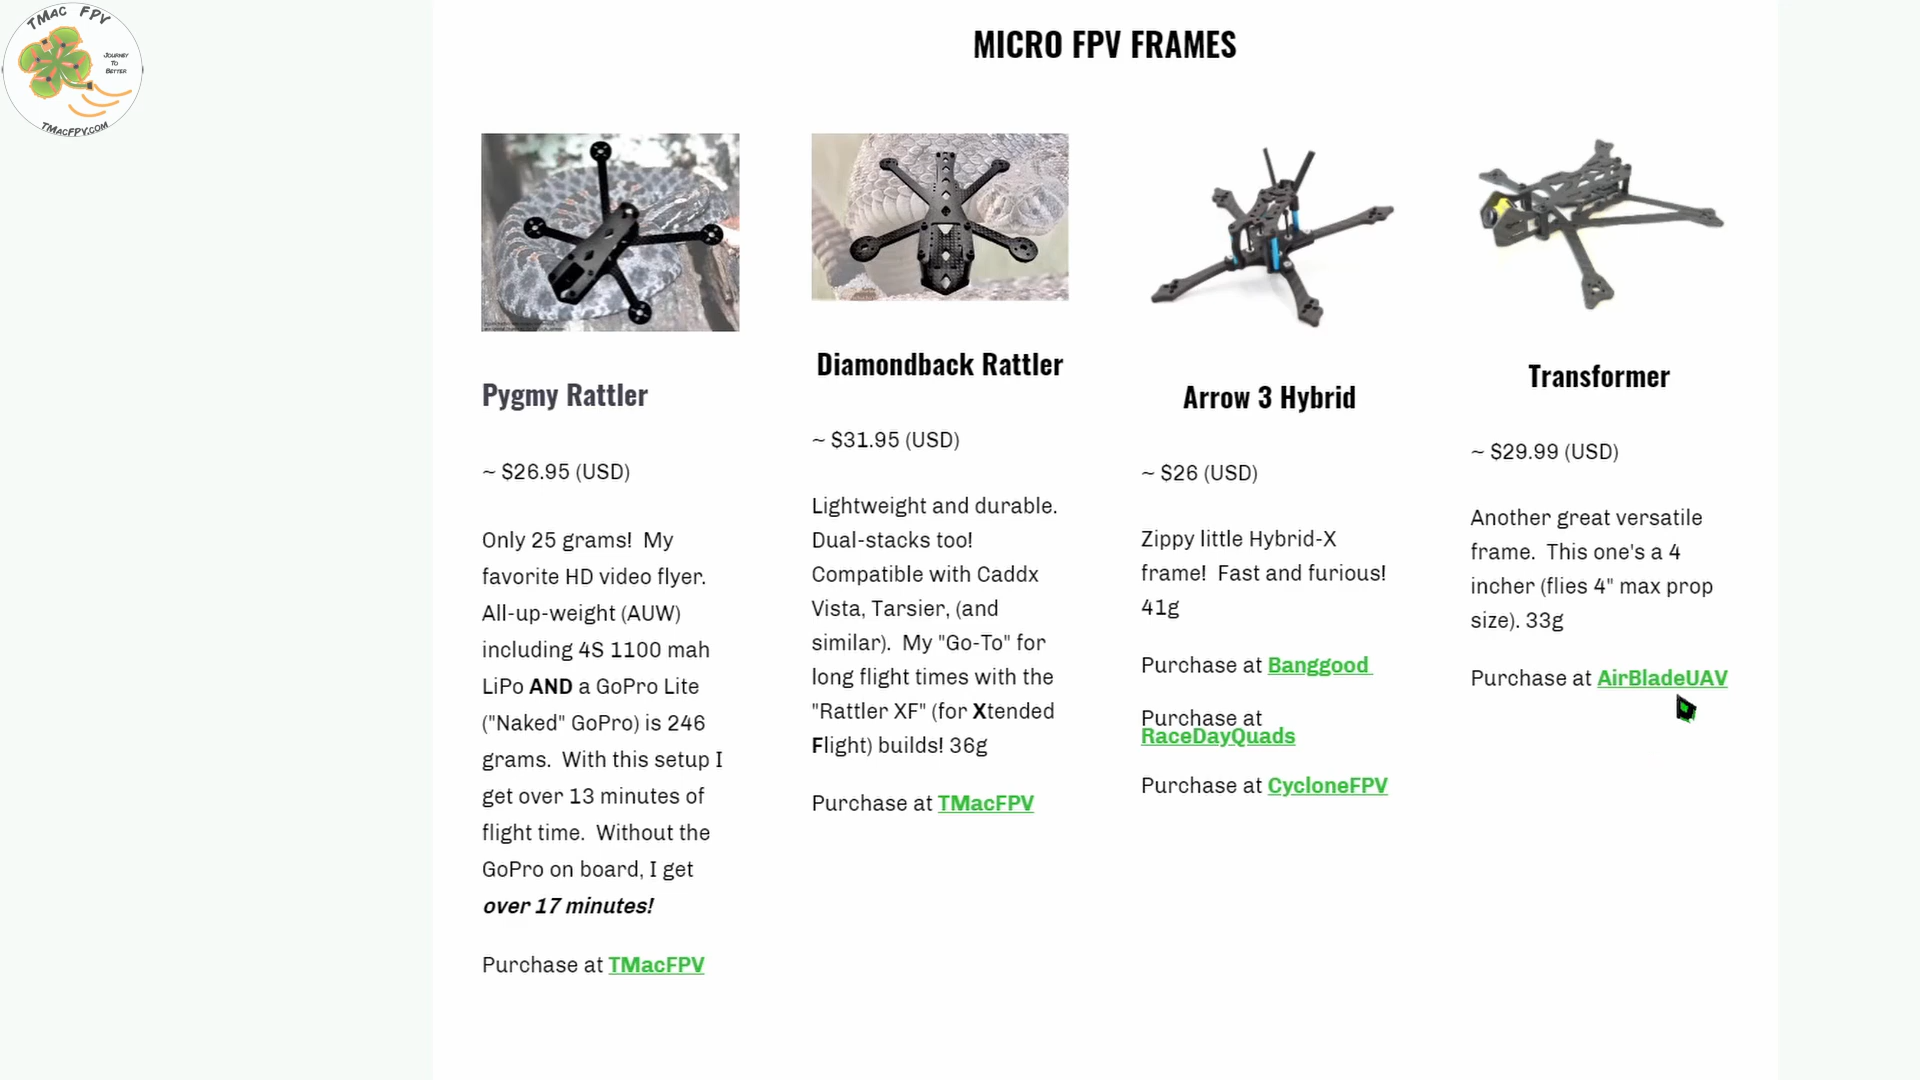 TMAC FPV
JOURNEY
TO
BETTER
TMACFPV.COM
MICRO FPV FRAMES
Pygmy Rattler
~ $26.95 (USD)
Only 25 grams!  My
favorite HD video flyer.
All-up-weight (AUW)
including 4S 1100 mah
LiPo AND a GoPro Lite
("Naked" GoPro) is 246
grams.  With this setup I
get over 13 minutes of
flight time.  Without the
GoPro on board, I get
over 17 minutes!
Purchase at TMacFPV
Diamondback Rattler
~ $31.95 (USD)
Lightweight and durable.
Dual-stacks too!
Compatible with Caddx
Vista, Tarsier, (and
similar).  My "Go-To" for
long flight times with the
"Rattler XF" (for Xtended
Flight) builds! 36g
Purchase at TMacFPV
Arrow 3 Hybrid
~ $26 (USD)
Zippy little Hybrid-X
frame!  Fast and furious!
41g
Purchase at Banggood
Purchase at
RaceDayQuads
Purchase at CycloneFPV
Transformer
~ $29.99 (USD)
Another great versatile
frame.  This one's a 4
incher (flies 4" max prop
size). 33g
Purchase at AirBladeUAV